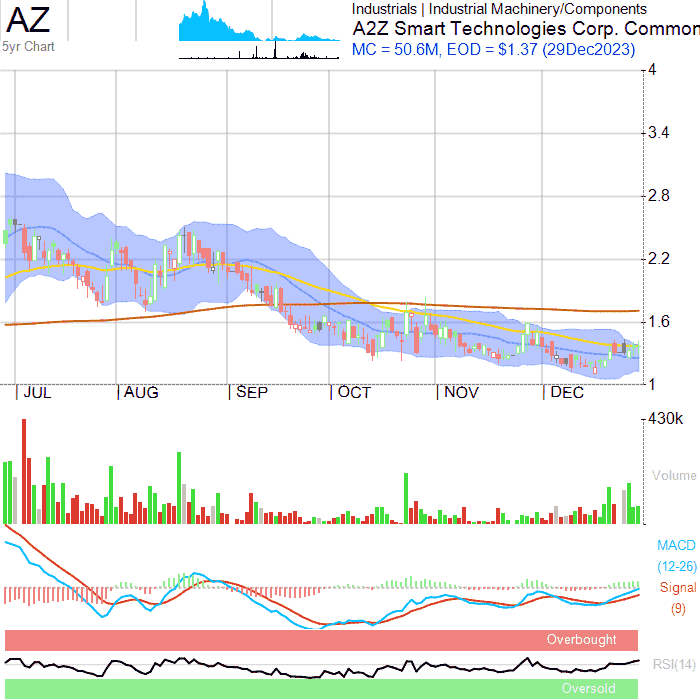 AZ
5yr Chart
Industrials | Industrial Machinery/Components
A2Z Smart Technologies Corp. Common
MC = 50.6M, EOD = $1.37 (29Dec2023)
4
3.4
2.8
2.2
1.6
1
JUL AUG SEP OCT NOV DEC
430k
Volume
MACD
(12-26)
Signal
(9)
Overbought
RSI(14)
Oversold